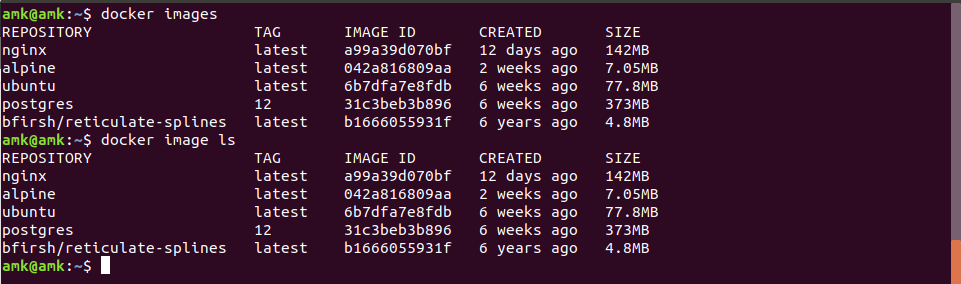 amk@amk:~$ docker images
REPOSITORY TAG IMAGE ID CREATED SIZE
nginx latest a99a39d070bf 12 days ago 142MB
alpine latest 042a816809aa 2 weeks ago 7.05MB
ubuntu latest 6b7dfa7e8fdb 6 weeks ago 77.8MB
postgres 12 31c3beb3b896 6 weeks ago 373MB
bfirsh/reticulate-splines latest b1666055931f 6 years ago 4.8MB
amk@amk:~$ docker image ls
REPOSITORY TAG IMAGE ID CREATED SIZE
nginx latest a99a39d070bf 12 days ago 142MB
alpine latest 042a816809aa 2 weeks ago 7.05MB
ubuntu latest 6b7dfa7e8fdb 6 weeks ago 77.8MB
postgres 12 31c3beb3b896 6 weeks ago 373MB
bfirsh/reticulate-splines latest b1666055931f 6 years ago 4.8MB
amk@amk:~$